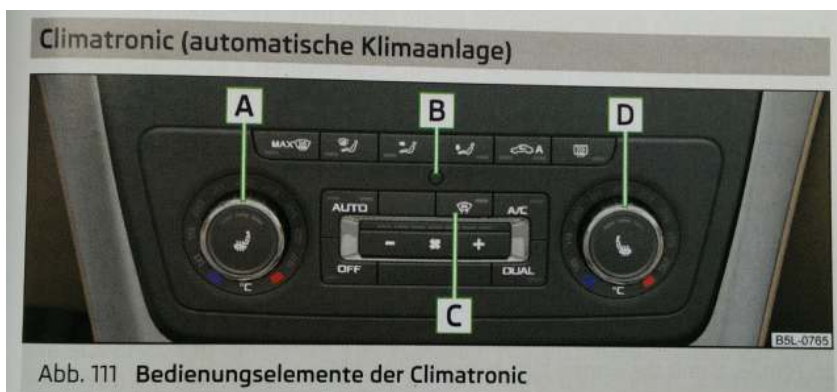 Climatronic (automatische Klimaanlage)
A
B
D
MAX
A
AUTO
A/C
- +
OFF
DUAL
°C
°C
C
B5L-0765
Abb. 111 Bedienungselemente der Climatronic